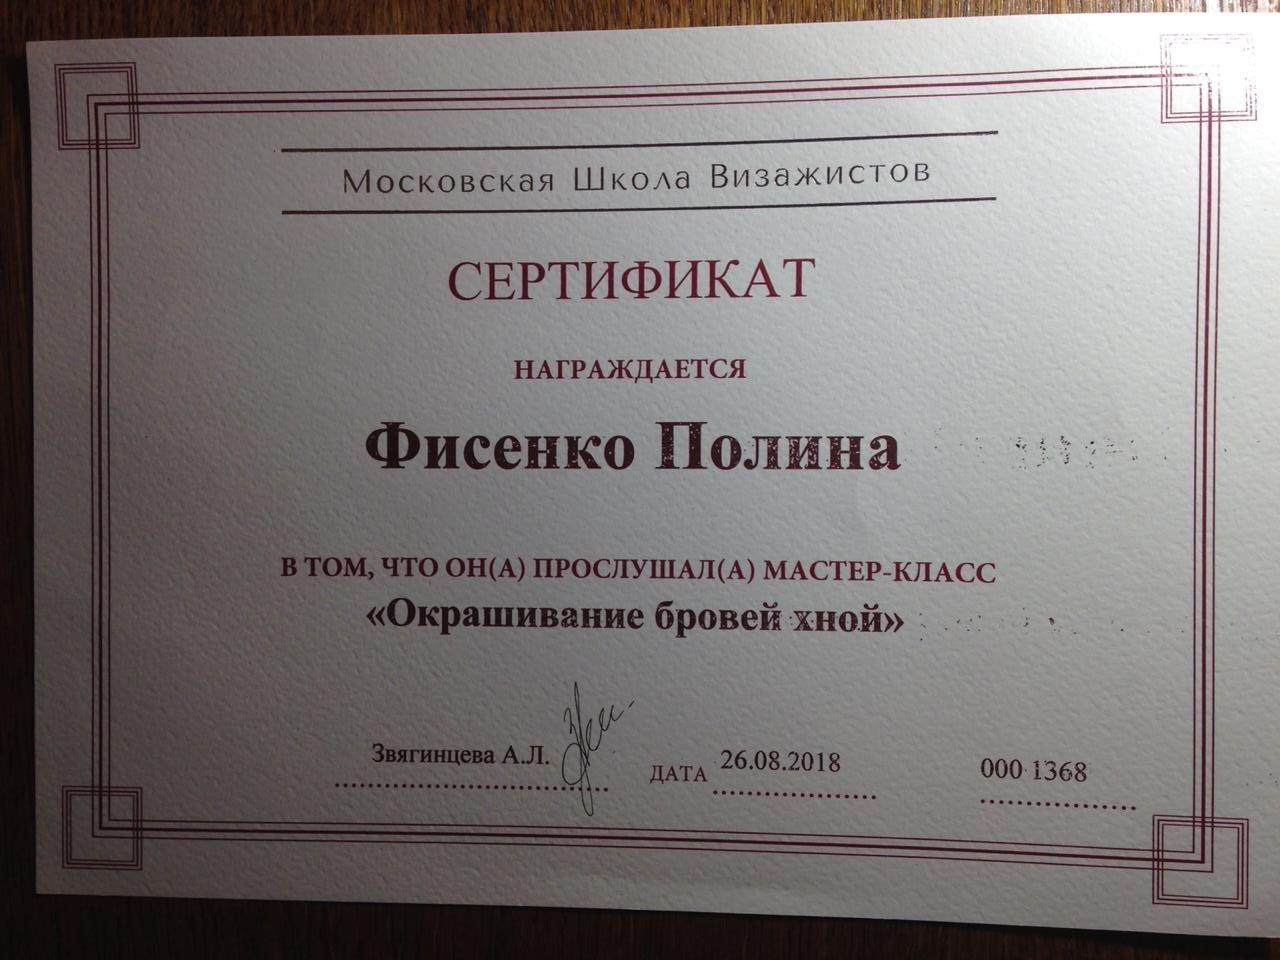 Московская Школа Визажистов
СЕРТИФИКАТ
НАГРАЖДАЕТСЯ
Фисенко Полина
В ТОМ, ЧТО ОН(А) ПРОСЛУШАЛ(А) МАСТЕР-КЛАСС
«Окрашивание бровей хной»
Звягинцева А.Л. ДАТА 26.08.2018 000 1368